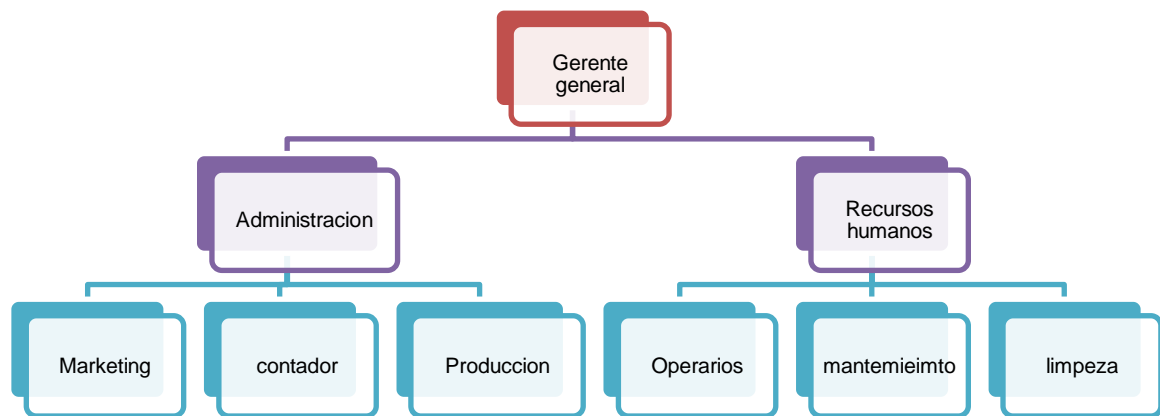 Gerente
general
Administracion
Recursos
humanos
Marketing
contador
Produccion
Operarios
mantemieimto
limpeza